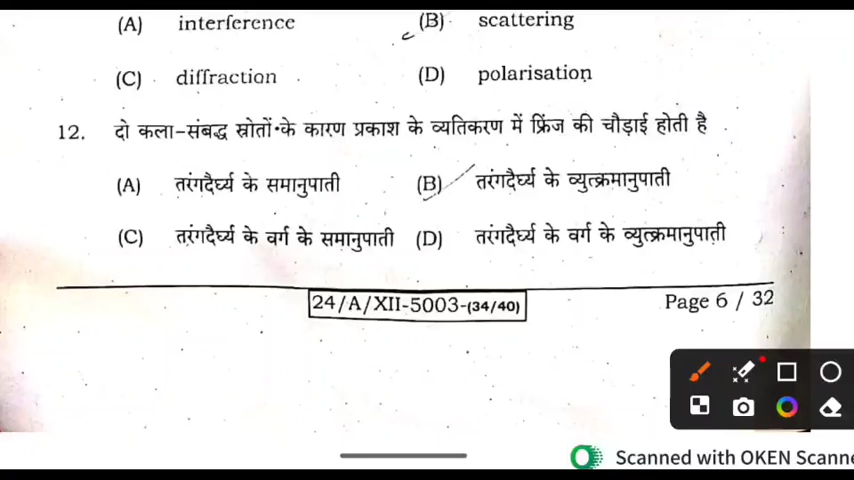 (A) interference (B) scattering
(C) diffraction (D) polarisation
12. दो कला-संबद्ध स्रोतों के कारण प्रकाश के व्यतिकरण में फ्रिंज की चौड़ाई होती है
(A) तरंगदैर्घ्य के समानुपाती (B) तरंगदैर्घ्य के व्युत्क्रमानुपाती
(C) तरंगदैर्घ्य के वर्ग के समानुपाती (D) तरंगदैर्घ्य के वर्ग के व्युत्क्रमानुपाती
24/A/XII-5003-(34/40) Page 6 / 32
Scanned with OKEN Scanne